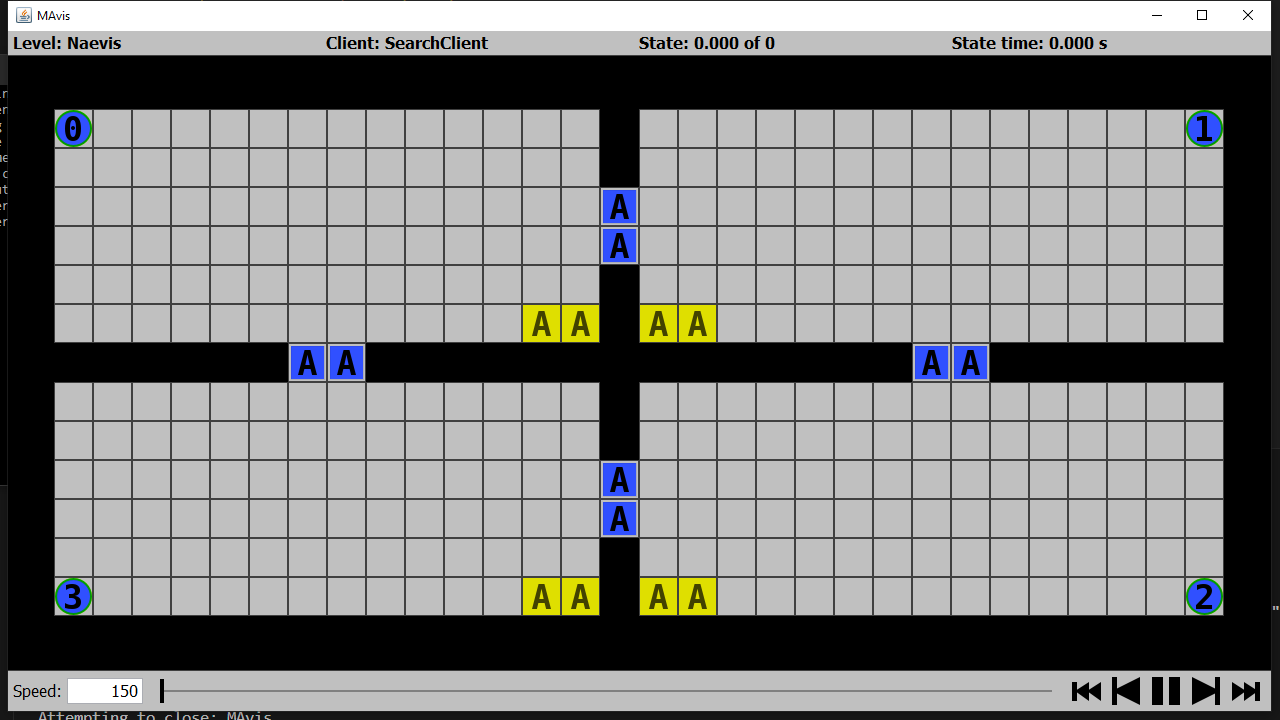 MAvis
Level: Naevis Client: SearchClient State: 0.000 of 0 State time: 0.000 s
0 1
A
A
A A A A
A A A A
A
A
3 A A A A 2
Speed: 150
Attempting to close: MAvis